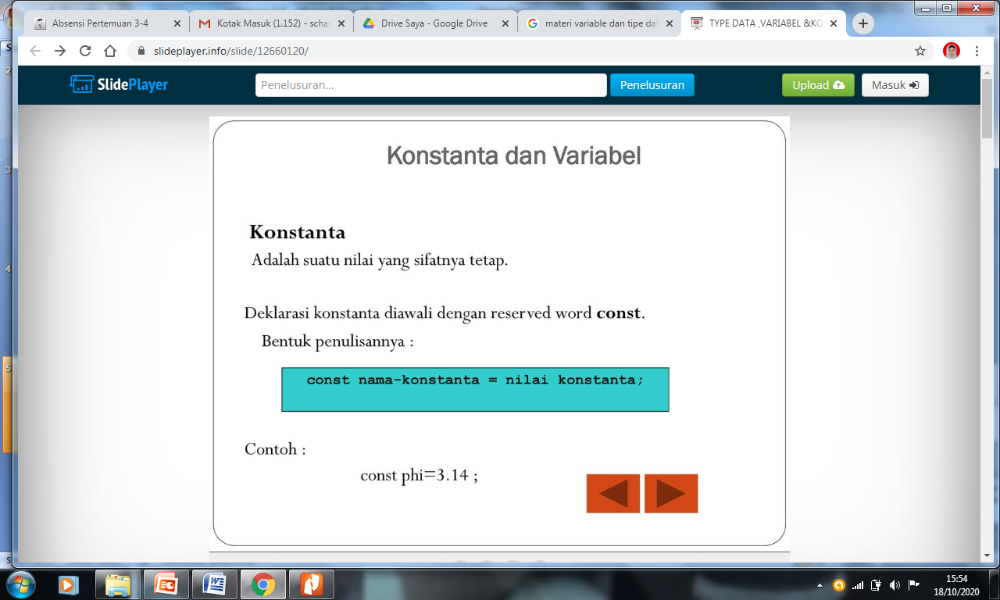 Absensi Pertemuan 3-4
Kotak Masuk (1.152) - schar
Drive Saya - Google Drive
materi variable dan tipe dat
TYPE DATA ,VARIABEL &KO
slideplayer.info/slide/12660120/
SlidePlayer
Penelusuran...
Penelusuran
Upload
Masuk
Konstanta dan Variabel
Konstanta
Adalah suatu nilai yang sifatnya tetap.
Deklarasi konstanta diawali dengan reserved word const.
Bentuk penulisannya :
const nama-konstanta = nilai konstanta;
Contoh :
const phi=3.14 ;
15:54
18/10/2020